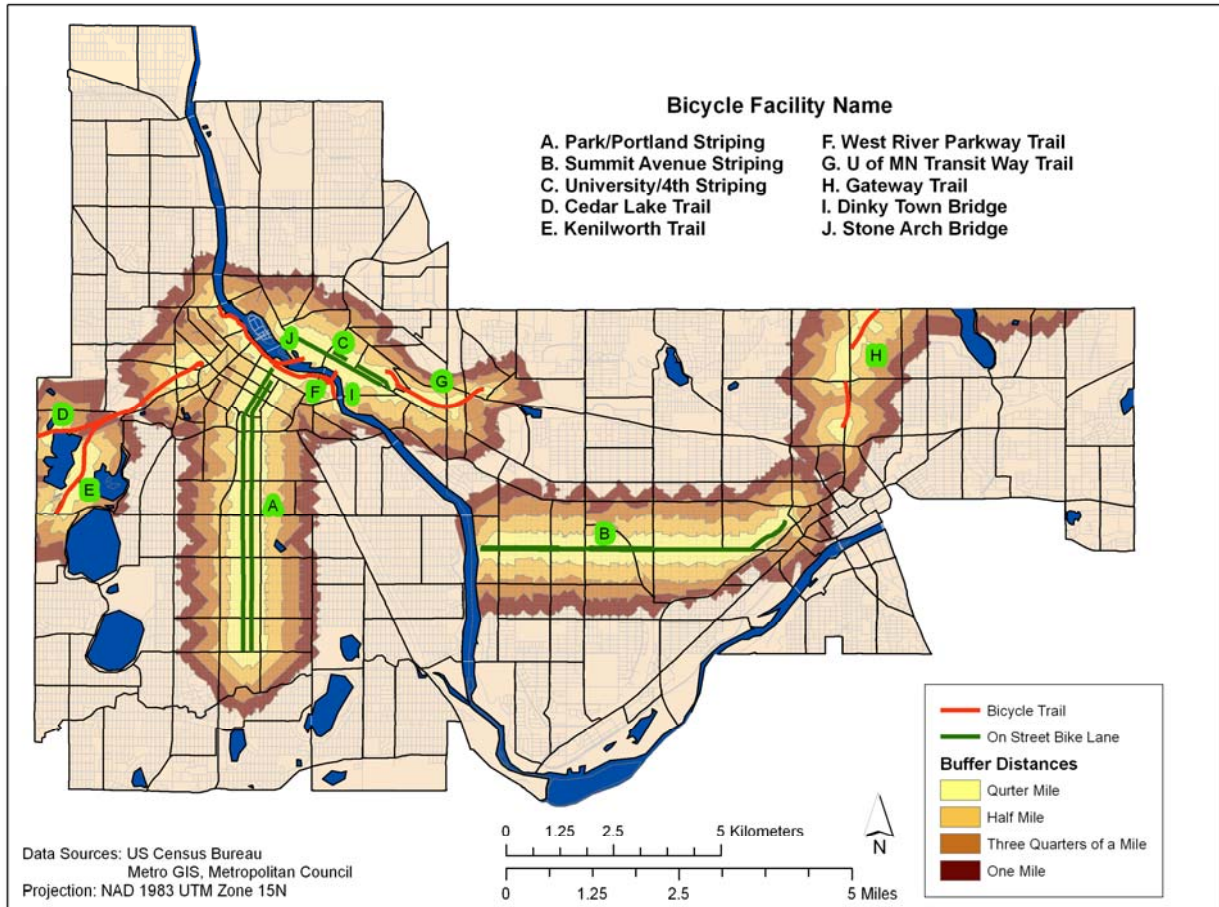 Bicycle Facility Name
A. Park/Portland Striping
B. Summit Avenue Striping
C. University/4th Striping
D. Cedar Lake Trail
E. Kenilworth Trail
F. West River Parkway Trail
G. U of MN Transit Way Trail
H. Gateway Trail
I. Dinky Town Bridge
J. Stone Arch Bridge
J
C
G
F
I
D
E
A
B
H
Bicycle Trail
On Street Bike Lane
Buffer Distances
Qurter Mile
Half Mile
Three Quarters of a Mile
One Mile
0 1.25 2.5 5 Kilometers
0 1.25 2.5 5 Miles
N
Data Sources: US Census Bureau
Metro GIS, Metropolitan Council
Projection: NAD 1983 UTM Zone 15N